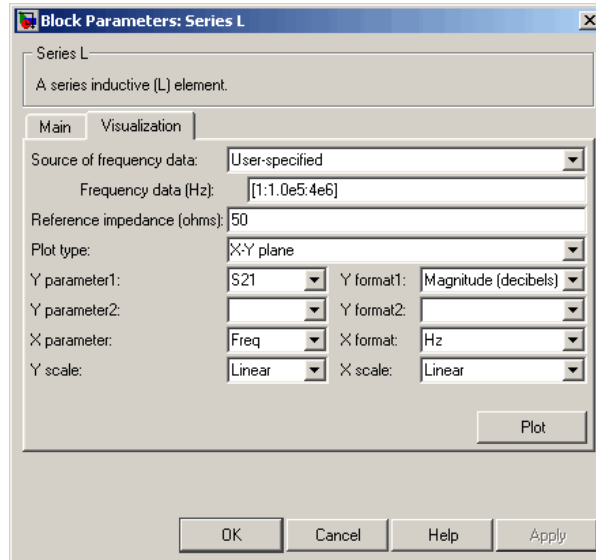 Block Parameters: Series L
Series L
A series inductive (L) element.
Main Visualization
Source of frequency data: User-specified
Frequency data (Hz): [1:1.0e5:4e6]
Reference impedance (ohms): 50
Plot type: X-Y plane
Y parameter1: S21 Y format1: Magnitude (decibels)
Y parameter2: Y format2:
X parameter: Freq X format: Hz
Y scale: Linear X scale: Linear
Plot
OK Cancel Help Apply